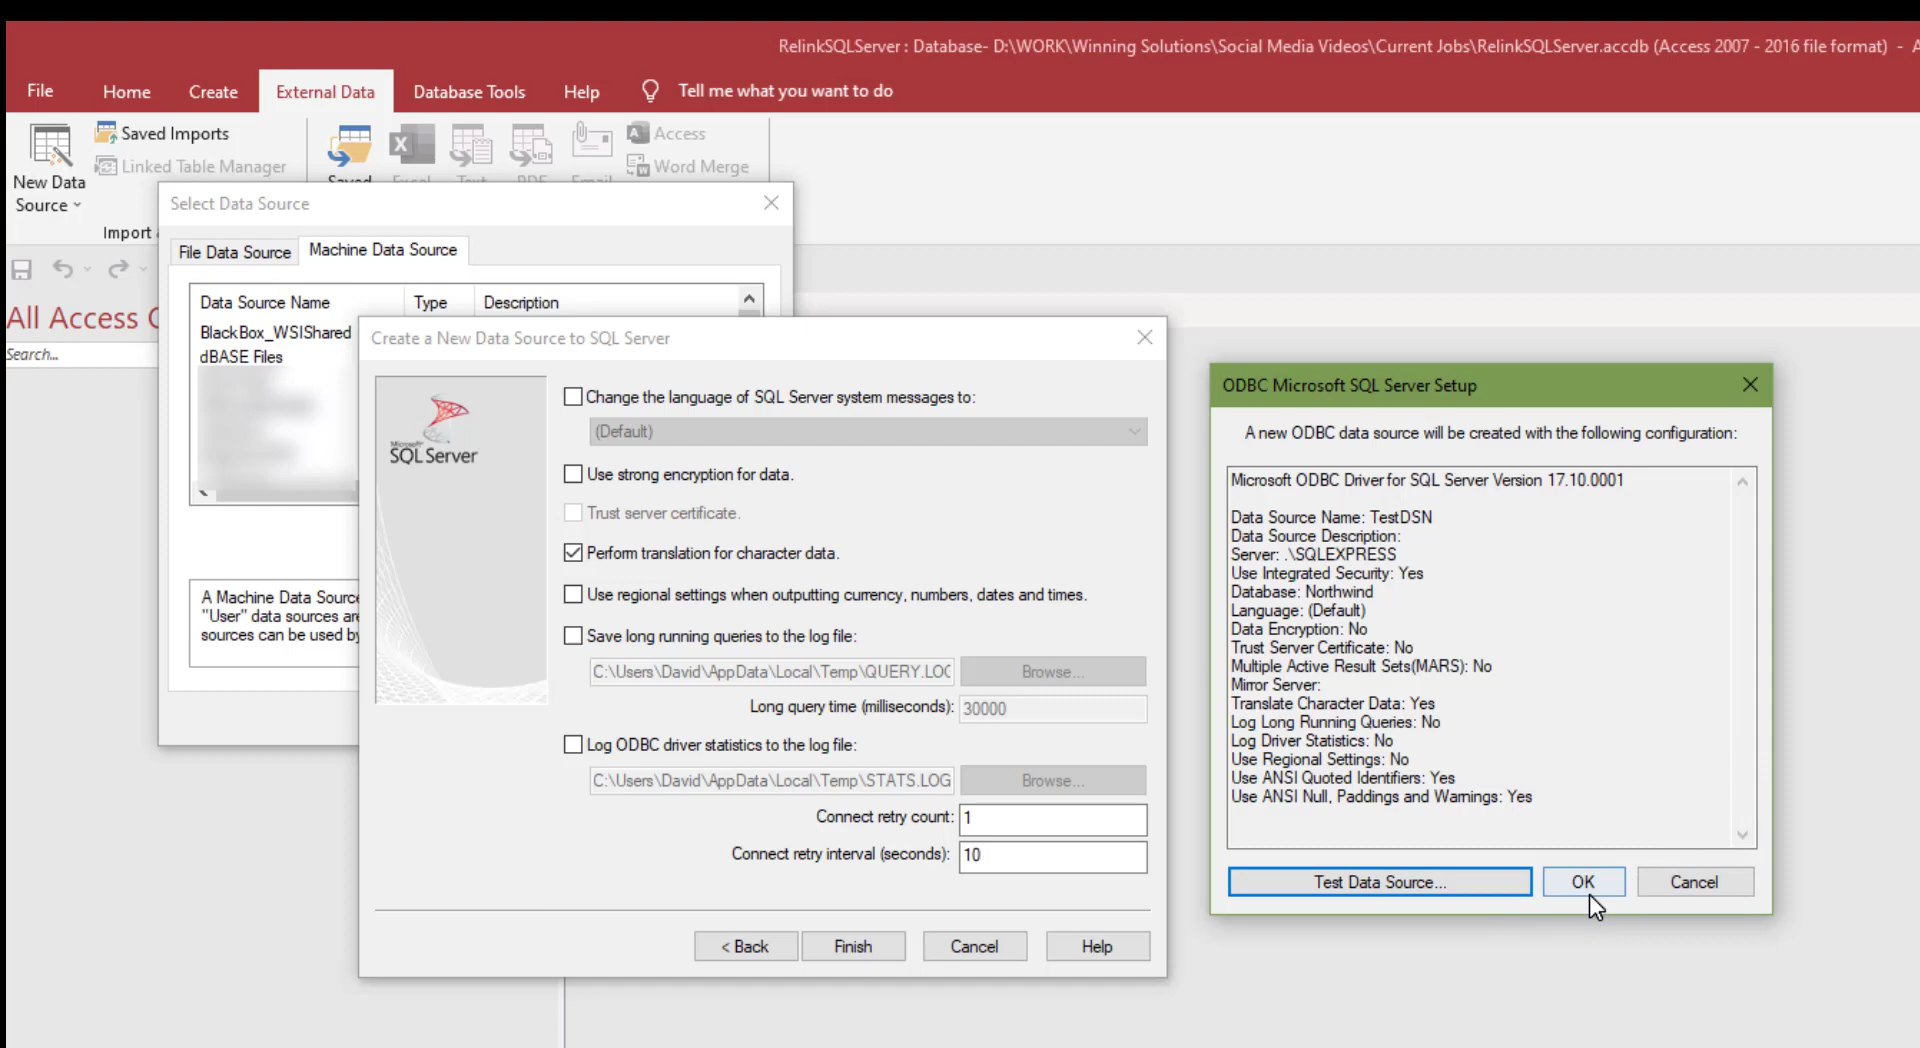 RelinkSQLServer : Database- D:\WORK\Winning Solutions\Social Media Videos\Current Jobs\RelinkSQLServer.accdb (Access 2007 - 2016 file format) - A
File Home Create External Data Database Tools Help Tell me what you want to do
Saved Imports
Linked Table Manager
New Data
Source
Import
Saved Excel Text PDF Email
Access
Word Merge
All Access
Search...
Select Data Source
File Data Source Machine Data Source
Data Source Name Type Description
BlackBox_WSIShared
dBASE Files
A Machine Data Source
"User" data sources are
sources can be used by
Create a New Data Source to SQL Server
Microsoft
SQL Server
Change the language of SQL Server system messages to:
(Default)
Use strong encryption for data.
Trust server certificate.
Perform translation for character data.
Use regional settings when outputting currency, numbers, dates and times.
Save long running queries to the log file:
C:\Users\David\AppData\Local\Temp\QUERY.LOG Browse...
Long query time (milliseconds): 30000
Log ODBC driver statistics to the log file:
C:\Users\David\AppData\Local\Temp\STATS.LOG Browse...
Connect retry count: 1
Connect retry interval (seconds): 10
< Back Finish Cancel Help
ODBC Microsoft SQL Server Setup
A new ODBC data source will be created with the following configuration:
Microsoft ODBC Driver for SQL Server Version 17.10.0001
Data Source Name: TestDSN
Data Source Description:
Server: .\SQLEXPRESS
Use Integrated Security: Yes
Database: Northwind
Language: (Default)
Data Encryption: No
Trust Server Certificate: No
Multiple Active Result Sets(MARS): No
Mirror Server:
Translate Character Data: Yes
Log Long Running Queries: No
Log Driver Statistics: No
Use Regional Settings: No
Use ANSI Quoted Identifiers: Yes
Use ANSI Null, Paddings and Warnings: Yes
Test Data Source... OK Cancel